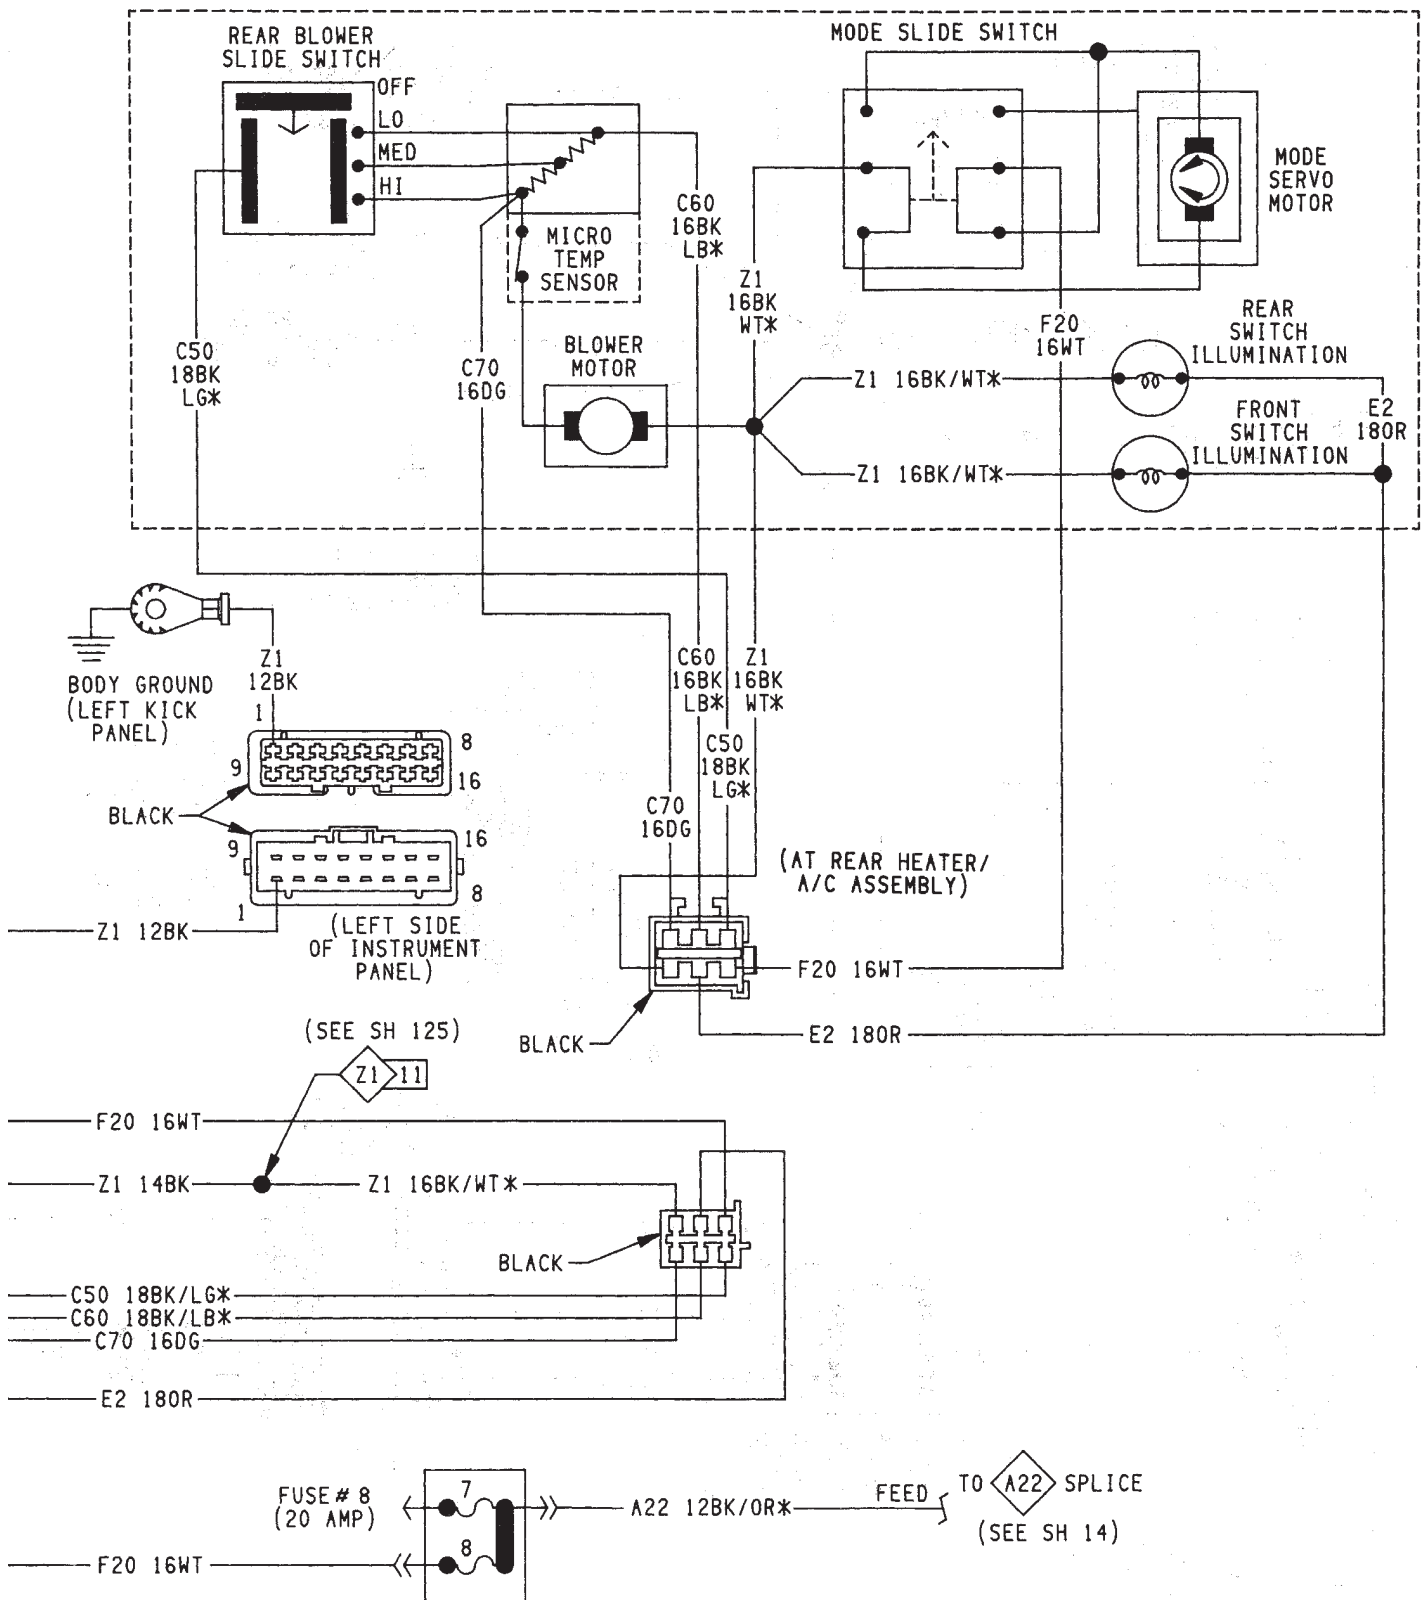 REAR BLOWER
SLIDE SWITCH
OFF
LO
MED
HI
MODE SLIDE SWITCH
MODE
SERVO
MOTOR
MICRO
TEMP
SENSOR
C60
16BK
LB*
Z1
16BK
WT*
F20
16WT
REAR
SWITCH
ILLUMINATION
C50
18BK
LG*
C70
16DG
BLOWER
MOTOR
Z1 16BK/WT*
FRONT
SWITCH
ILLUMINATION
E2
18OR
Z1 16BK/WT*
Z1
12BK
BODY GROUND
(LEFT KICK
PANEL)
1
8
9
16
BLACK
9
16
1
8
Z1 12BK
(LEFT SIDE
OF INSTRUMENT
PANEL)
C60
16BK
LB*
Z1
16BK
WT*
C50
18BK
LG*
C70
16DG
(AT REAR HEATER/
A/C ASSEMBLY)
F20 16WT
E2 18OR
BLACK
(SEE SH 125)
Z1 11
F20 16WT
Z1 14BK
Z1 16BK/WT*
BLACK
C50 18BK/LG*
C60 18BK/LB*
C70 16DG
E2 18OR
FUSE# 8
(20 AMP)
7
8
A22 12BK/OR*
FEED
TO A22 SPLICE
(SEE SH 14)
F20 16WT